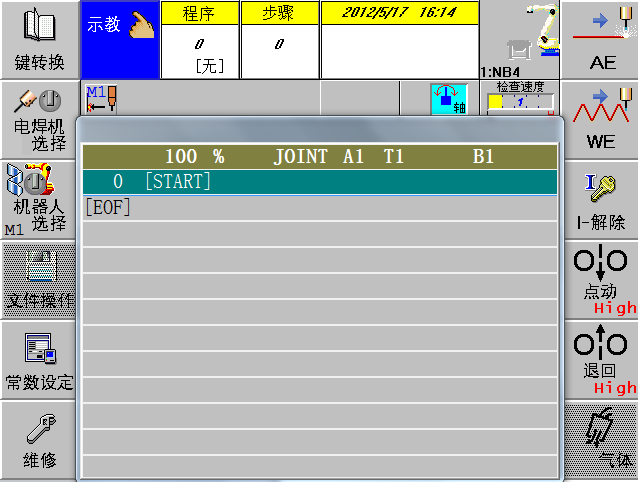 键转换
示教
程序
0
[无]
步骤
0
2012/5/17 16:14
1:NB4
AE
电焊机
选择
M1
轴
检查速度
1
WE
100 % JOINT A1 T1 B1
0 [START]
[EOF]
机器人
M1 选择
I
I-解除
文件操作
点动
High
常数设定
退回
High
维修
气体